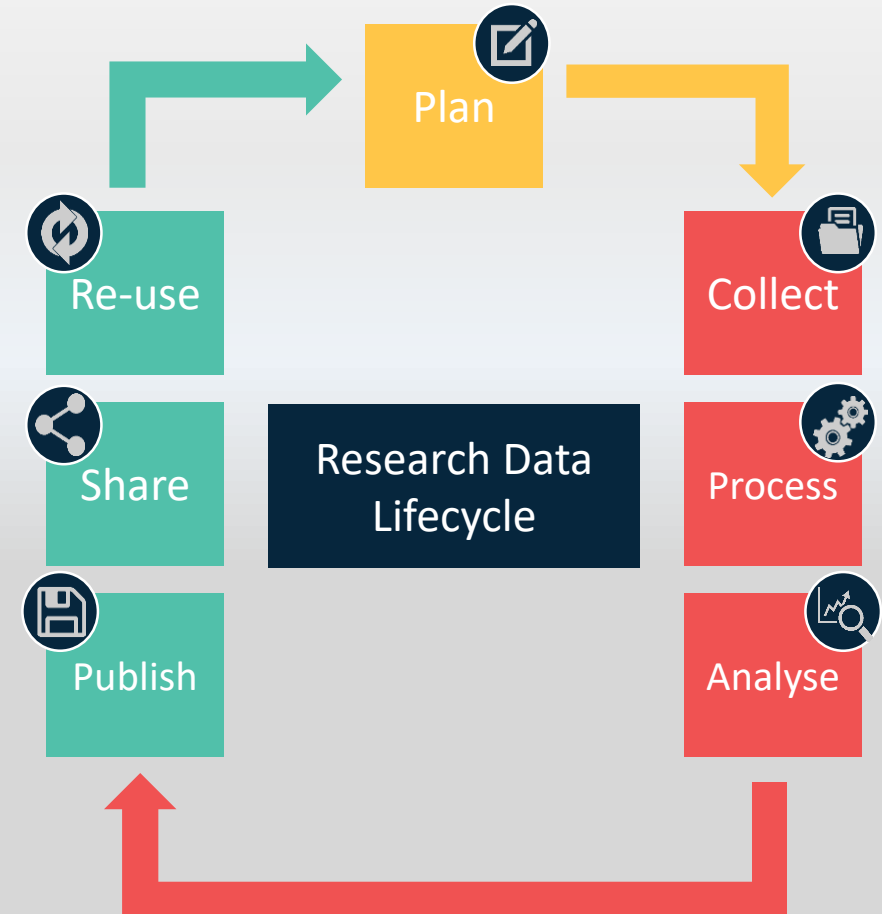 Plan
Re-use
Collect
Share
Research Data
Lifecycle
Process
Publish
Analyse